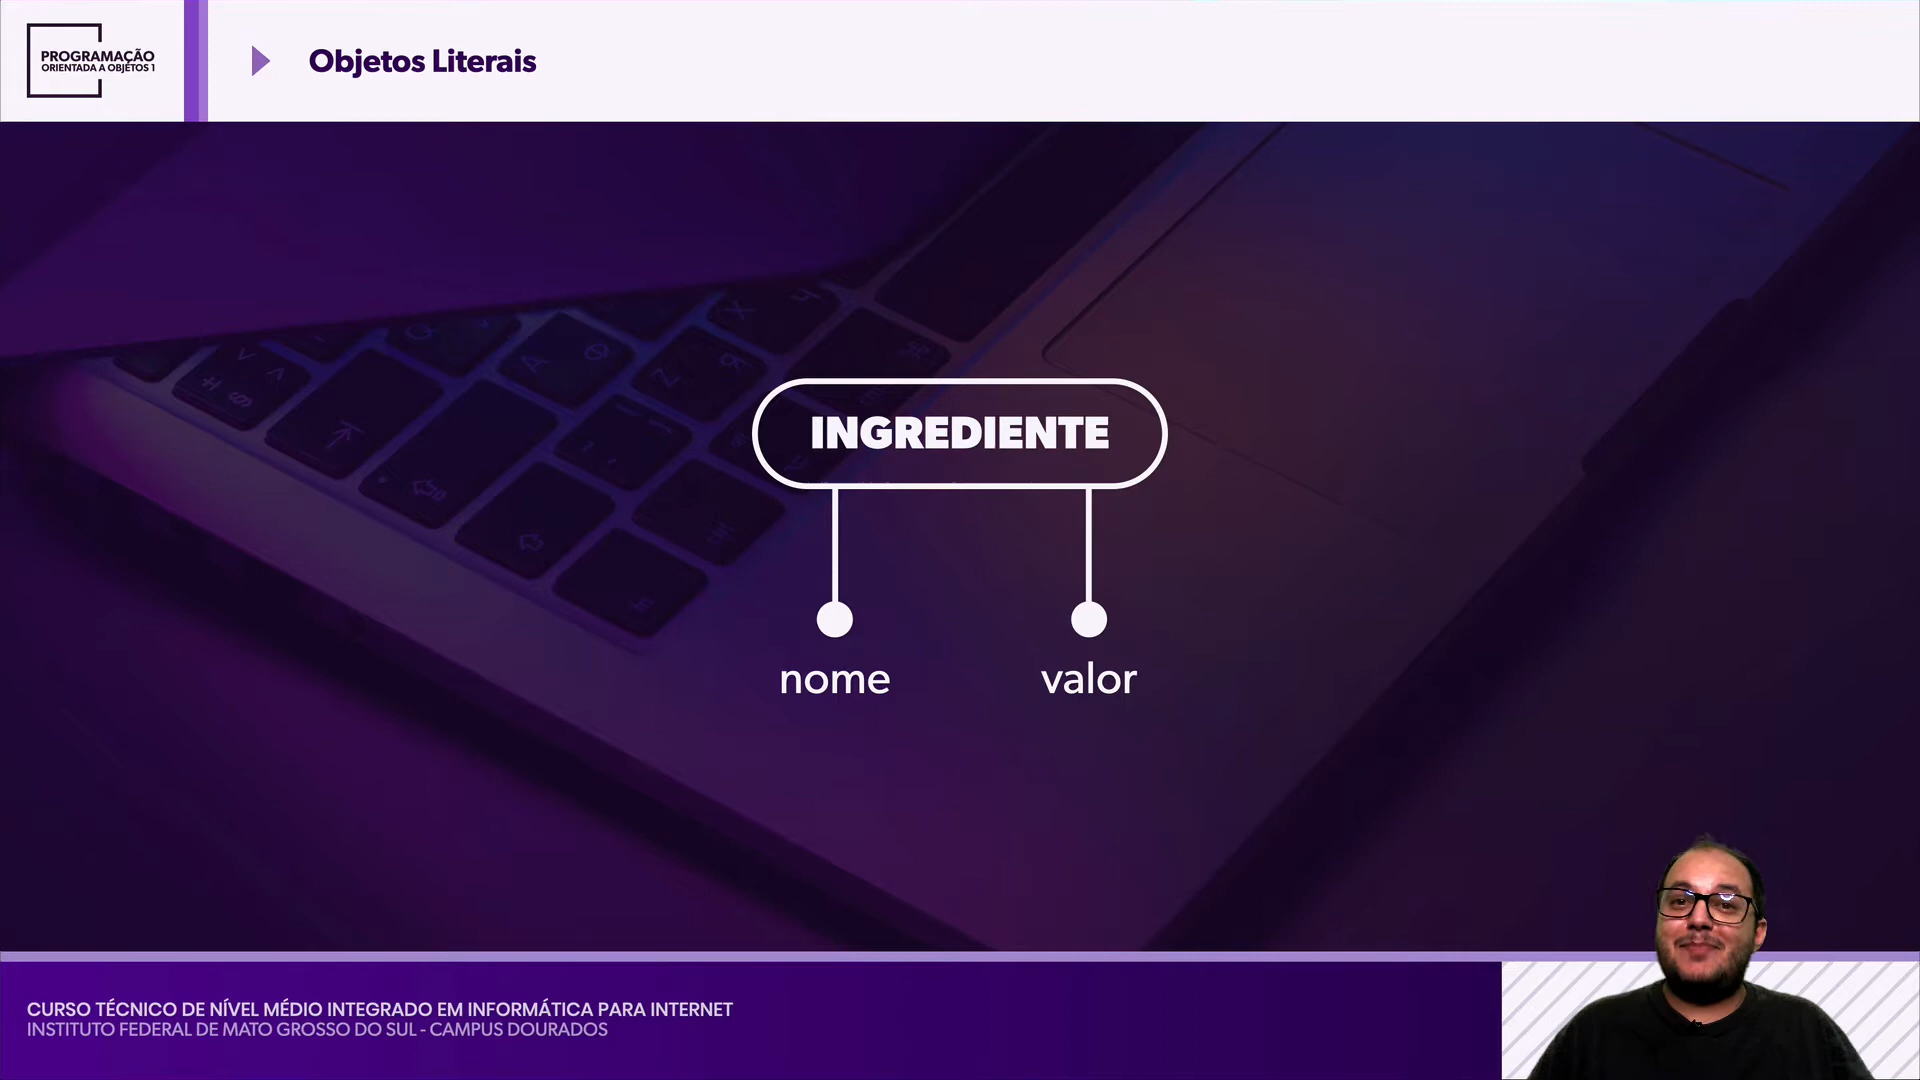 PROGRAMAÇÃO
ORIENTADA A OBJETOS 1
Objetos Literais
INGREDIENTE
nome
valor
CURSO TÉCNICO DE NÍVEL MÉDIO INTEGRADO EM INFORMÁTICA PARA INTERNET
INSTITUTO FEDERAL DE MATO GROSSO DO SUL - CAMPUS DOURADOS